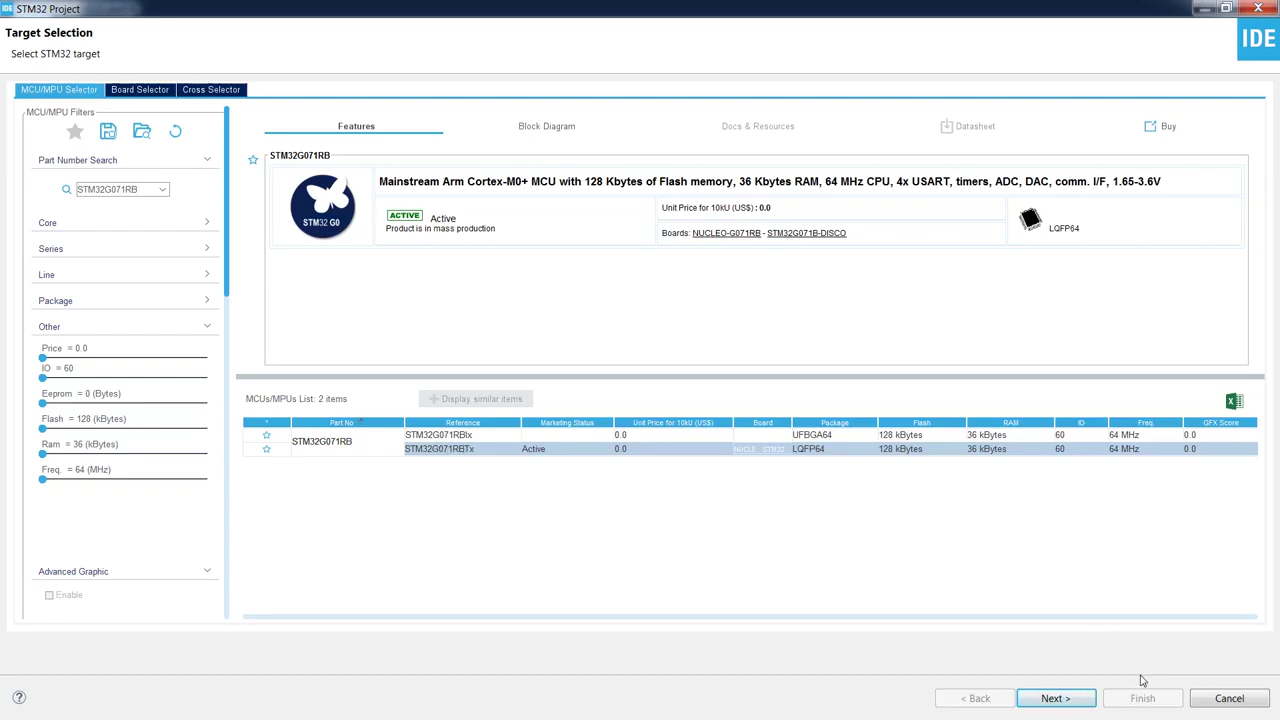 IDE STM32 Project
Target Selection
Select STM32 target
IDE
MCU/MPU Selector Board Selector Cross Selector
MCU/MPU Filters
Part Number Search
STM32G071RB
Core
Series
Line
Package
Other
Price = 0.0
IO = 60
Eeprom = 0 (Bytes)
Flash = 128 (kBytes)
Ram = 36 (kBytes)
Freq. = 64 (MHz)
Advanced Graphic
Enable
Features Block Diagram Docs & Resources Datasheet Buy
STM32G071RB
STM32 G0
Mainstream Arm Cortex-M0+ MCU with 128 Kbytes of Flash memory, 36 Kbytes RAM, 64 MHz CPU, 4x USART, timers, ADC, DAC, comm. I/F, 1.65-3.6V
ACTIVE Active
Product is in mass production
Unit Price for 10kU (US$) : 0.0
Boards: NUCLEO-G071RB - STM32G071B-DISCO
LQFP64
MCUs/MPUs List: 2 items
Display similar items
* Part No Reference Marketing Status Unit Price for 10kU (US$) Board Package Flash RAM IO Freq. GFX Score
STM32G071RB
STM32G071RBIx 0.0 UFBGA64 128 kBytes 36 kBytes 60 64 MHz 0.0
STM32G071RBTx Active 0.0 NUCLE... STM32... LQFP64 128 kBytes 36 kBytes 60 64 MHz 0.0
?
< Back Next > Finish Cancel